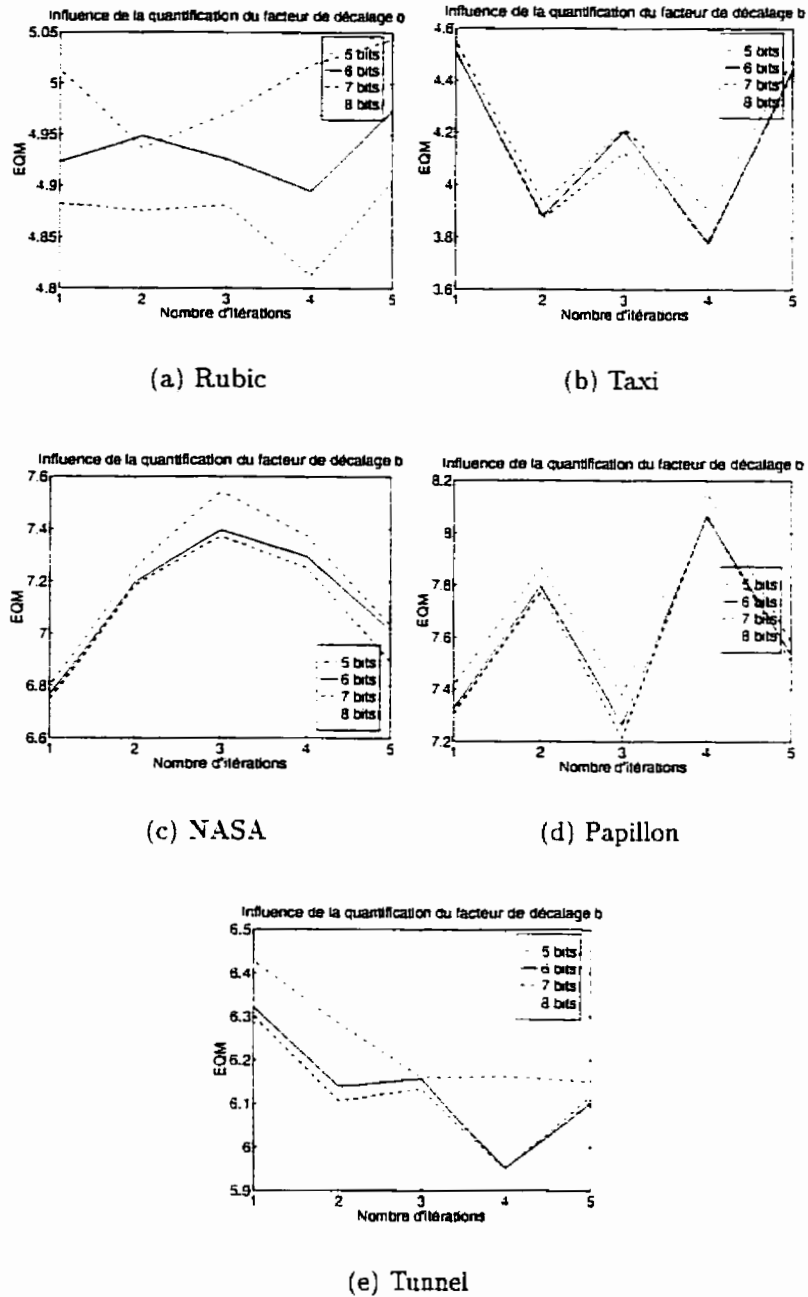 Influence de la quantification du facteur de décalage b
5.05
5
4.95
4.9
4.85
4.8
EQM
5 bits
6 bits
7 bits
8 bits
1 2 3 4 5
Nombre d'itérations
(a) Rubic
Influence de la quantification du facteur de décalage b
4.6
4.4
4.2
4
3.8
3.6
EQM
5 bits
6 bits
7 bits
8 bits
1 2 3 4 5
Nombre d'itérations
(b) Taxi
Influence de la quantification du facteur de décalage b
7.6
7.4
7.2
7
6.8
6.6
EQM
5 bits
6 bits
7 bits
8 bits
1 2 3 4 5
Nombre d'itérations
(c) NASA
Influence de la quantification du facteur de décalage b
8.2
8
7.8
7.6
7.4
7.2
EQM
5 bits
6 bits
7 bits
8 bits
1 2 3 4 5
Nombre d'itérations
(d) Papillon
Influence de la quantification du facteur de décalage b
6.5
6.4
6.3
6.2
6.1
6
5.9
EQM
5 bits
6 bits
7 bits
8 bits
1 2 3 4 5
Nombre d'itérations
(e) Tunnel